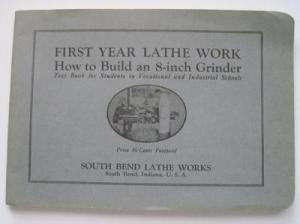 FIRST YEAR LATHE WORK
How to Build an 8-inch Grinder
Text Book for Students in Vocational and Industrial Schools
Price 10 Cents Postpaid
SOUTH BEND LATHE WORKS
South Bend, Indiana, U. S. A.